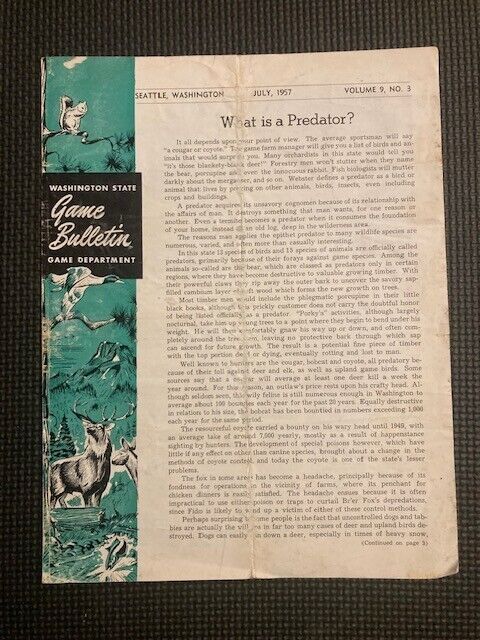 SEATTLE, WASHINGTON JULY, 1957 VOLUME 9, NO. 3
WASHINGTON STATE
Game
Bulletin
GAME DEPARTMENT
What is a Predator?
It all depends upon your point of view. The average sportsman will say
"a cougar or coyote." The game farm manager will give you a list of birds and an-
imals that would surprise you. Many orchardists in this state would tell you
"it's those blankety-blank deer!" Forestry men won't stutter when they name
the bear, porcupine and even the innocuous rabbit. Fish biologists will mutter
darkly about the merganser, and so on. Webster defines a predator as a bird or
animal that lives by preying on other animals, birds, insects, even including
crops and buildings.
A predator acquires its unsavory cognomen because of its relationship with
the affairs of man. It destroys something that man wants, for one reason or
another. Even a termite becomes a predator when it consumes the foundation
of your home, instead of an old log, deep in the wilderness area.
The reasons man applies the epithet predator to many wildlife species are
numerous, varied, and often more than casually interesting.
In this state 13 species of birds and 15 species of animals are officially called
predators, primarily because of their forays against game species. Among the
animals so-called are the bear, which are classed as predators only in certain
regions, where they have become destructive to valuable growing timber. With
their powerful claws they rip away the outer bark to uncover the savory sap-
filled cambium layer of soft wood which forms the new growth on trees.
Most timber men would include the phlegmatic porcupine in their little
black books, although this prickly customer does not carry the doubtful honor
of being listed officially as a predator. "Porky's" activities, although largely
nocturnal, take him up young trees to a point where they begin to bend under his
weight. He will then comfortably gnaw his way up or down, and often com-
pletely around the tree stem, leaving no protective back through which sap
can ascend for future growth. The result is a potential fine piece of timber
with the top portion dead or dying, eventually rotting and lost to man.
Well known to hunters are the cougar, bobcat and coyote, all predatory be-
cause of their toll against deer and elk, as well as upland game birds. Some
sources say that a cougar will average at least one deer kill a week the
year around. For this reason, an outlaw's price rests upon his crafty head. Al-
though seldom seen, this wily feline is still numerous enough in Washington to
average about 100 bounties each year for the past 20 years. Equally destructive
in relation to his size, the bobcat has been bountied in numbers exceeding 1,000
each year for the same period.
The resourceful coyote carried a bounty on his wary head until 1949, with
an average take of around 7,000 yearly, mostly as a result of happenstance
sighting by hunters. The development of special poisons however, which have
little if any effect on other than canine species, brought about a change in the
methods of coyote control, and today the coyote is one of the state's lesser
problems.
The fox in some areas has become a headache, principally because of its
fondness for operations in the vicinity of farms, where its penchant for
chicken dinners is easily satisfied. The headache ensues because it is often
impractical to use either poison or traps to curtail Br'er Fox's depredations,
since Fido is likely to end up a victim of either of these control methods.
Perhaps surprising to some people is the fact that uncontrolled dogs and tab-
bies are actually the villains in far too many cases of deer and upland birds de-
stroyed. Dogs can easily run down a deer, especially in times of heavy snow,
(Continued on page 2)